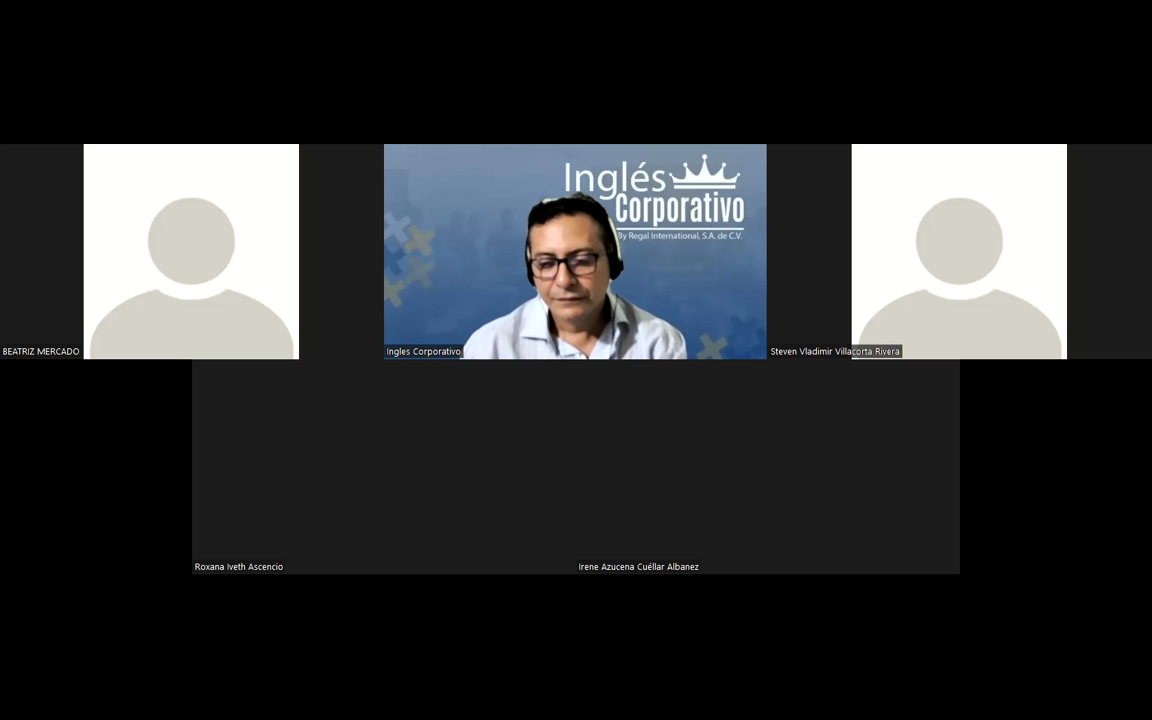 Inglés
Corporativo
By Regal International, S.A. de C.V.
BEATRIZ MERCADO
Ingles Corporativo
Steven Vladimir Villacorta Rivera
Roxana Iveth Ascencio
Irene Azucena Cuéllar Albanez